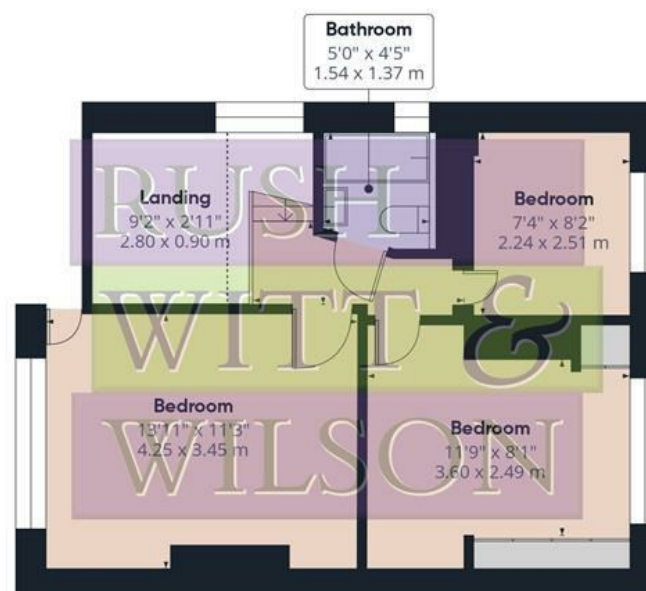 Bathroom
5'0" x 4'5"
1.54 x 1.37 m
RUSH
Landing
9'2" x 2'11"
2.80 x 0.90 m
Bedroom
7'4" x 8'2"
2.24 x 2.51 m
WITT &
Bedroom
13'11" x 11'3"
4.25 x 3.45 m
Bedroom
11'9" x 8'1"
3.60 x 2.49 m
WILSON